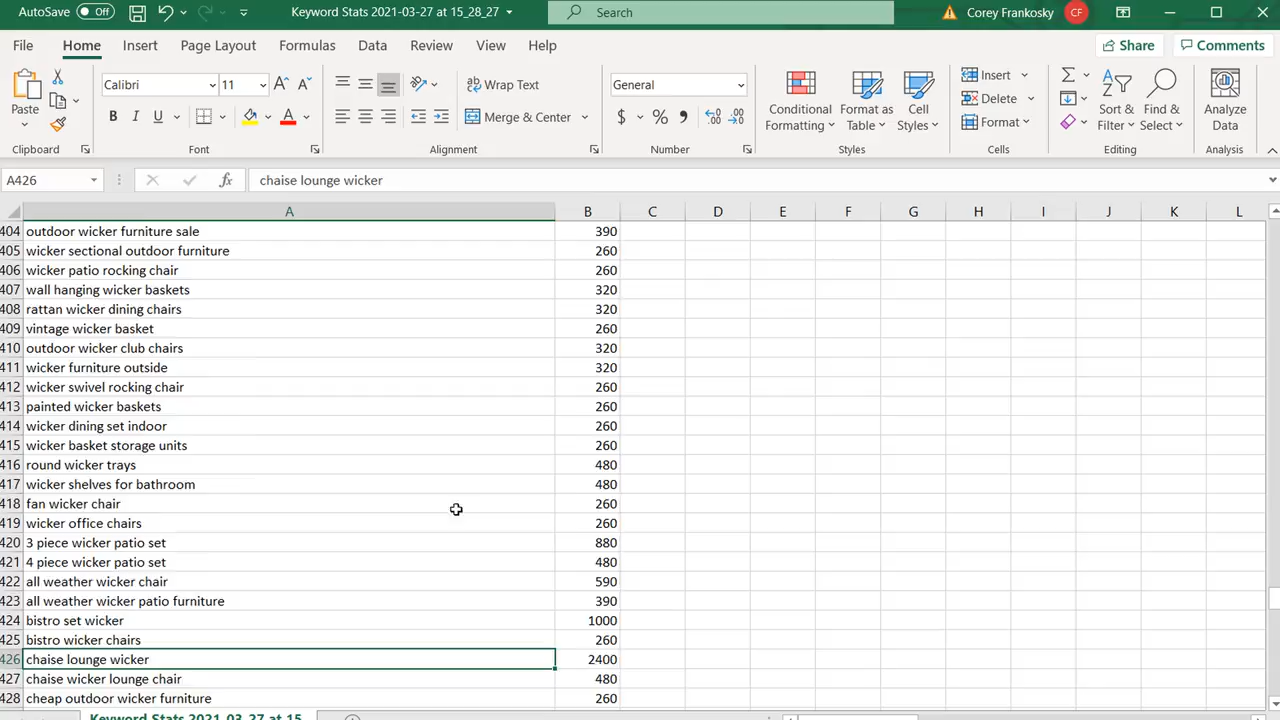 AutoSave Off Keyword Stats 2021-03-27 at 15_28_27 Search Corey Frankosky CF
File Home Insert Page Layout Formulas Data Review View Help Share Comments
Paste Calibri 11 Wrap Text General Conditional Formatting Format as Table Cell Styles Insert Sort & Filter Find & Select Analyze Data
B I U Merge & Center $ % Delete
Format
Clipboard Font Alignment Number Styles Cells Editing Analysis
A426 fx chaise lounge wicker
A B C D E F G H I J K L
404 outdoor wicker furniture sale 390
405 wicker sectional outdoor furniture 260
406 wicker patio rocking chair 260
407 wall hanging wicker baskets 320
408 rattan wicker dining chairs 320
409 vintage wicker basket 260
410 outdoor wicker club chairs 320
411 wicker furniture outside 320
412 wicker swivel rocking chair 260
413 painted wicker baskets 260
414 wicker dining set indoor 260
415 wicker basket storage units 260
416 round wicker trays 480
417 wicker shelves for bathroom 480
418 fan wicker chair 260
419 wicker office chairs 260
420 3 piece wicker patio set 880
421 4 piece wicker patio set 480
422 all weather wicker chair 590
423 all weather wicker patio furniture 390
424 bistro set wicker 1000
425 bistro wicker chairs 260
426 chaise lounge wicker 2400
427 chaise wicker lounge chair 480
428 cheap outdoor wicker furniture 260
Keyword Stats 2021-03-27 at 15